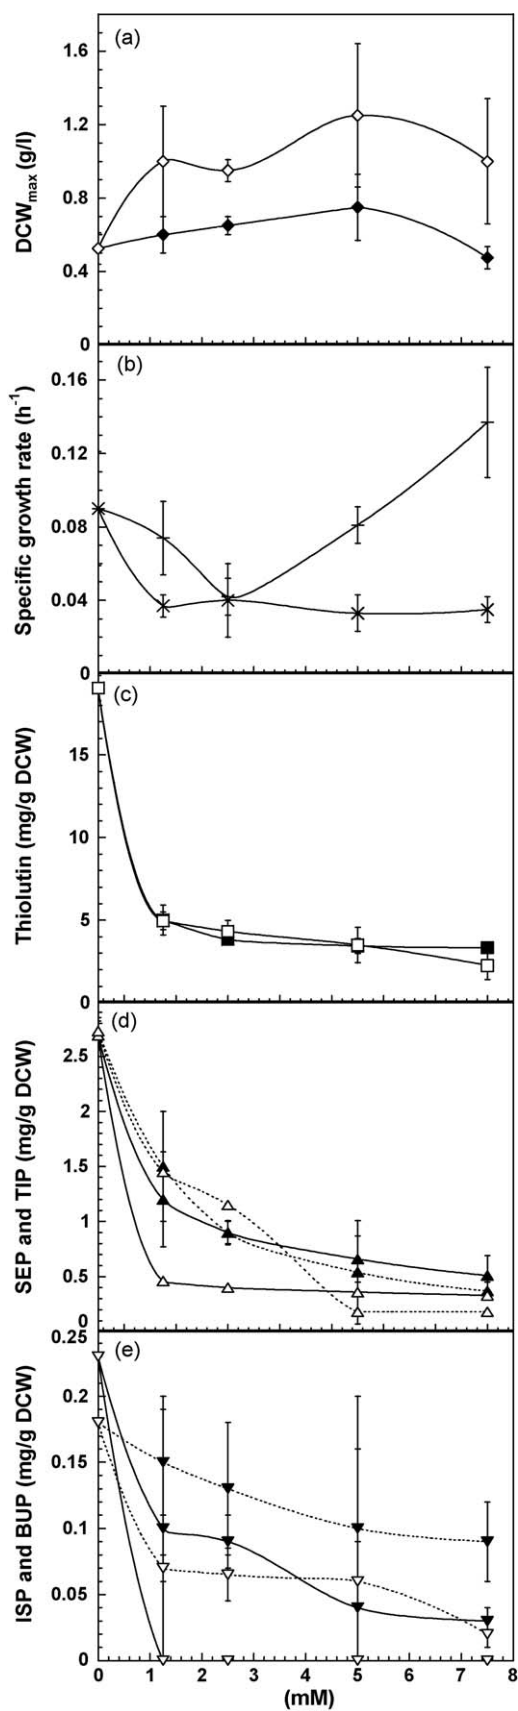 (a)
DCWmax (g/l)
1.6
1.2
0.8
0.4
0
(b)
Specific growth rate (h-1)
0.16
0.12
0.08
0.04
0
(c)
Thiolutin (mg/g DCW)
15
10
5
0
(d)
SEP and TIP (mg/g DCW)
2.5
2
1.5
1
0.5
0
(e)
ISP and BUP (mg/g DCW)
0.25
0.2
0.15
0.1
0.05
0
0 1 2 3 4 5 6 7 8
(mM)